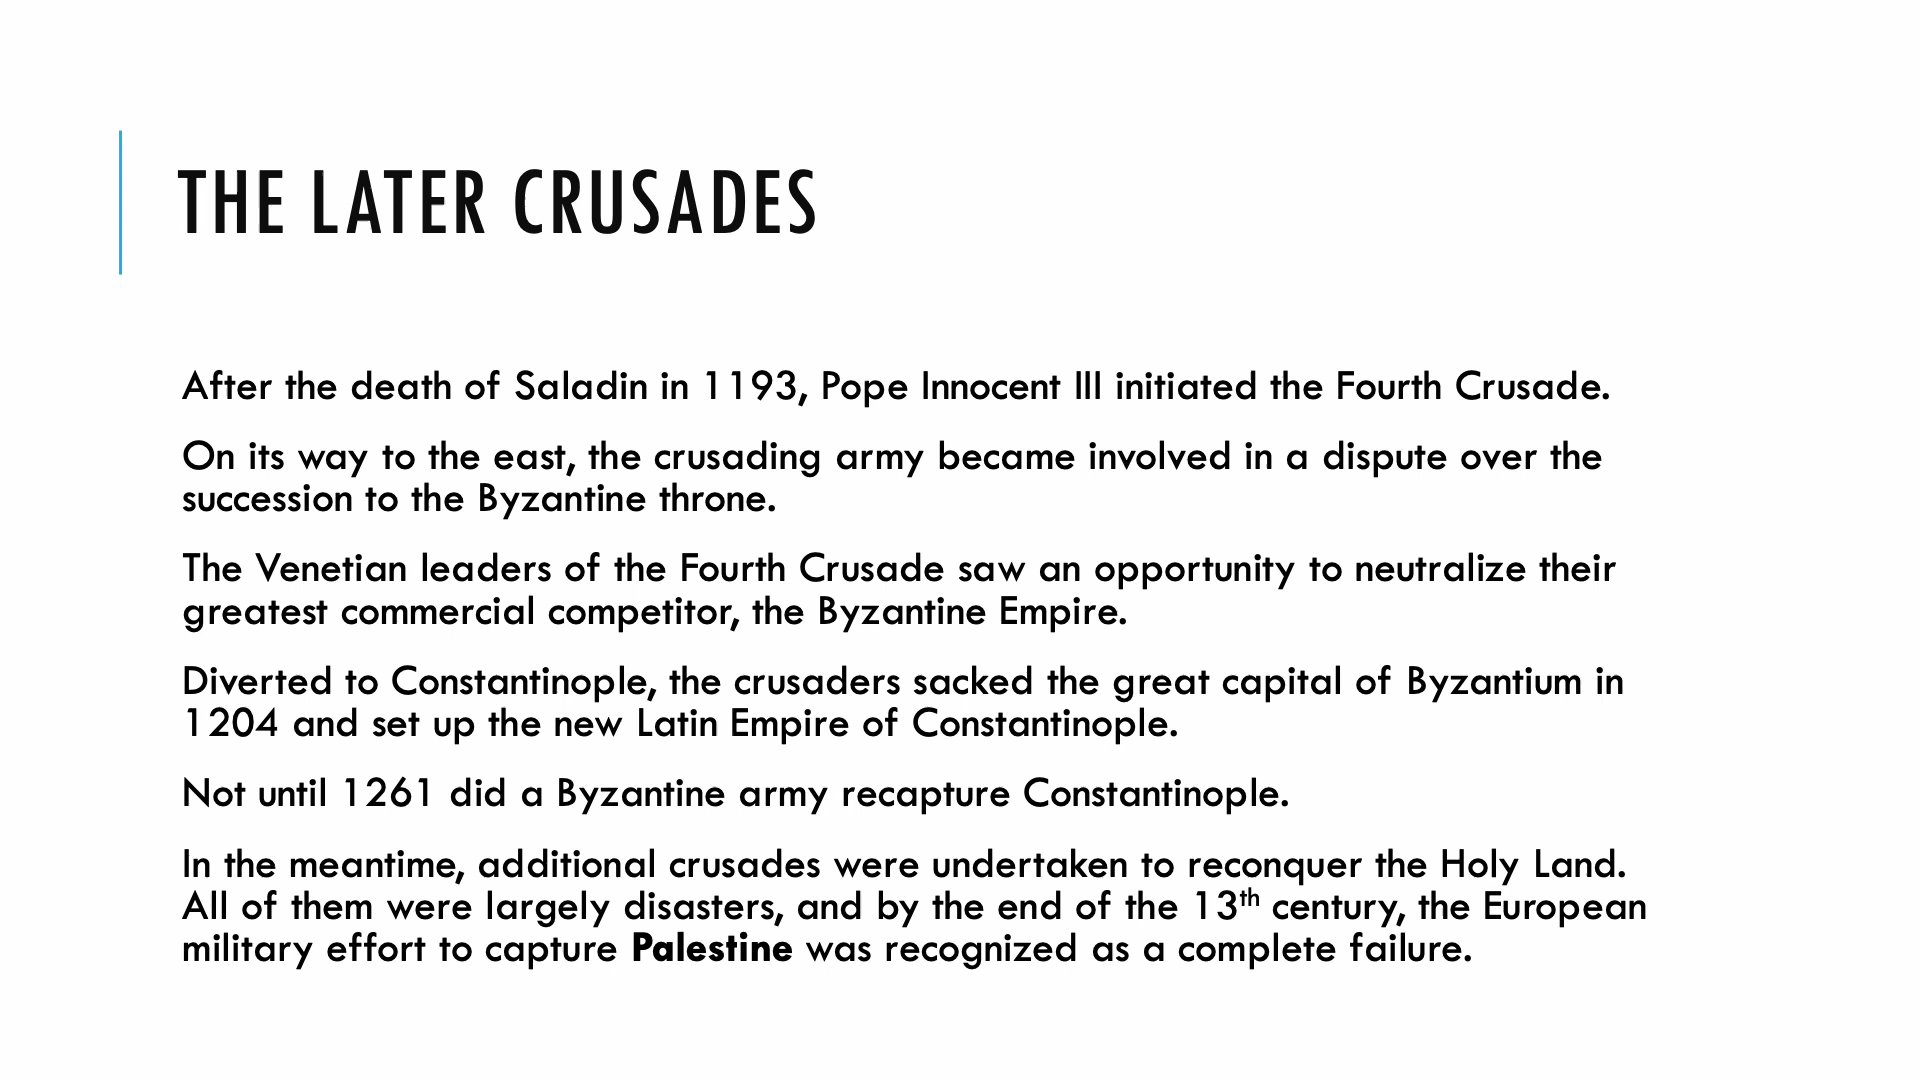 THE LATER CRUSADES
After the death of Saladin in 1193, Pope Innocent III initiated the Fourth Crusade.
On its way to the east, the crusading army became involved in a dispute over the
succession to the Byzantine throne.
The Venetian leaders of the Fourth Crusade saw an opportunity to neutralize their
greatest commercial competitor, the Byzantine Empire.
Diverted to Constantinople, the crusaders sacked the great capital of Byzantium in
1204 and set up the new Latin Empire of Constantinople.
Not until 1261 did a Byzantine army recapture Constantinople.
In the meantime, additional crusades were undertaken to reconquer the Holy Land.
All of them were largely disasters, and by the end of the 13th century, the European
military effort to capture Palestine was recognized as a complete failure.